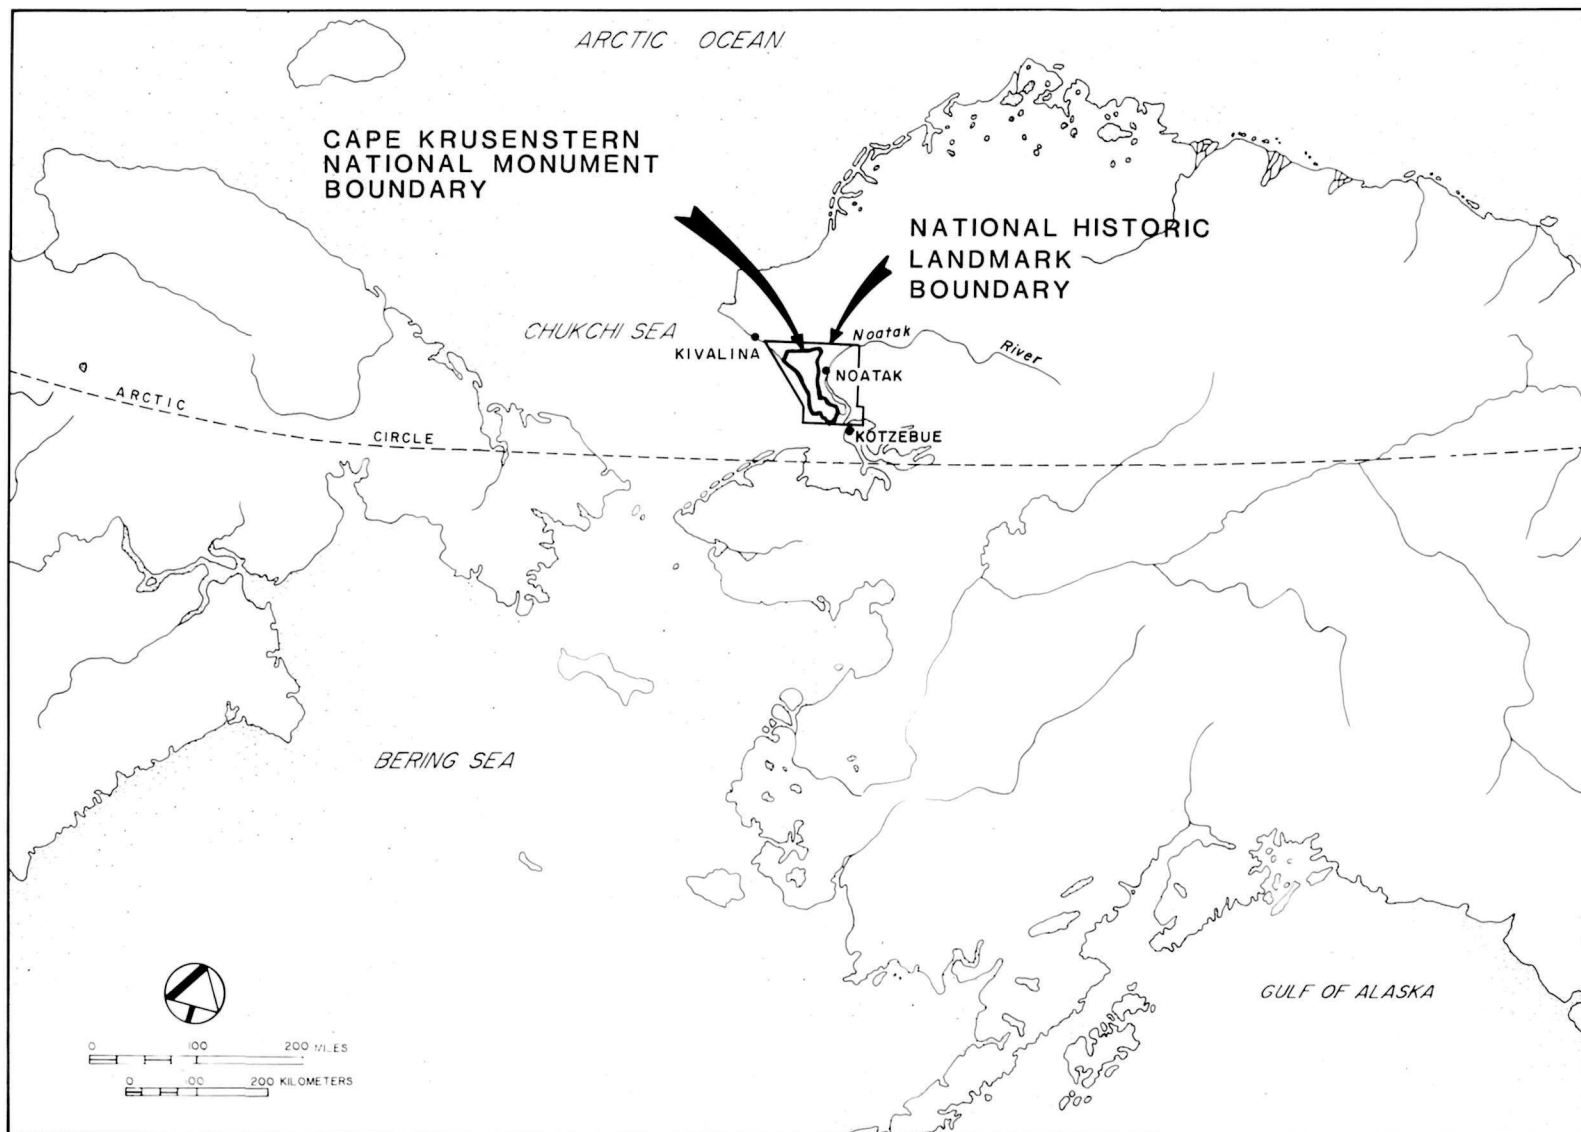 ARCTIC OCEAN
CAPE KRUSENSTERN
NATIONAL MONUMENT
BOUNDARY
NATIONAL HISTORIC
LANDMARK
BOUNDARY
CHUKCHI SEA
KIVALINA
Noatak
River
NOATAK
ARCTIC
CIRCLE
KOTZEBUE
BERING SEA
GULF OF ALASKA
0 100 200 MILES
0 100 200 KILOMETERS